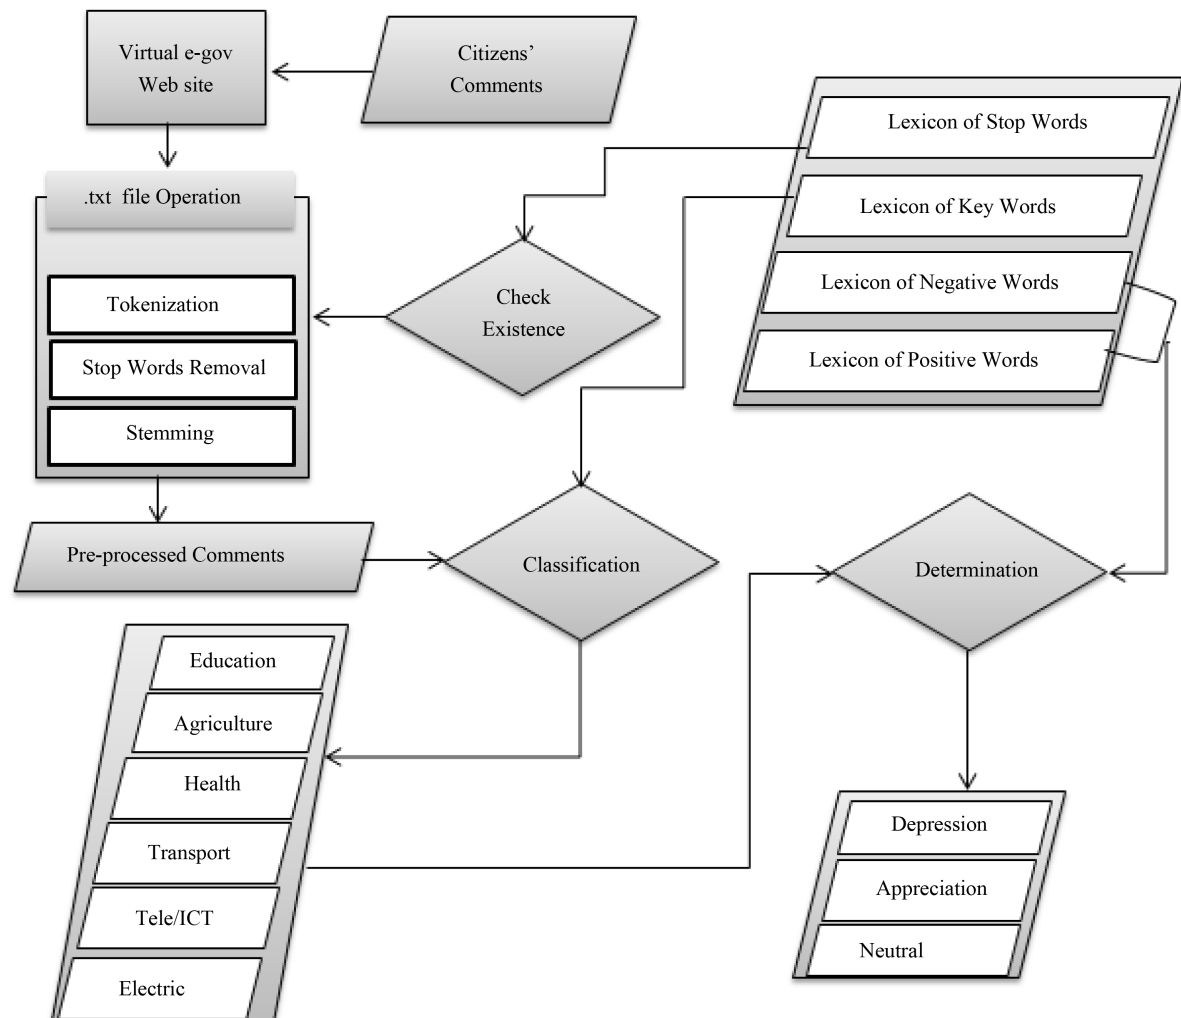 Virtual e-gov
Web site
Citizens’
Comments
Lexicon of Stop Words
.txt  file Operation
Lexicon of Key Words
Lexicon of Negative Words
Check
Existence
Tokenization
Lexicon of Positive Words
Stop Words Removal
Stemming
Pre-processed Comments
Classification
Determination
Education
Agriculture
Health
Transport
Tele/ICT
Electric
Depression
Appreciation
Neutral